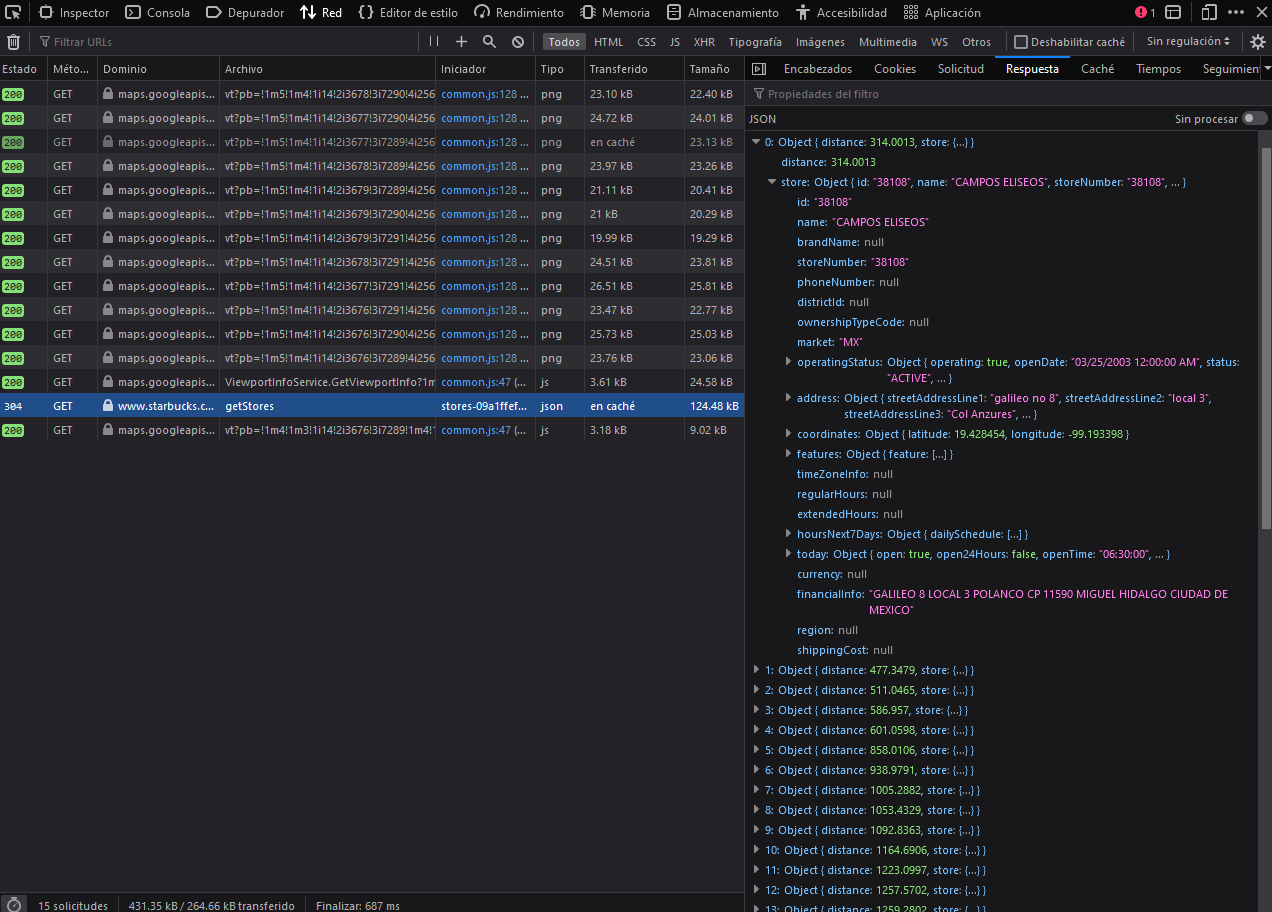 Inspector Consola Depurador Red Editor de estilo Rendimiento Memoria Almacenamiento Accesibilidad Aplicación 1
Filtrar URLs Todos HTML CSS JS XHR Tipografía Imágenes Multimedia WS Otros Deshabilitar caché Sin regulación
Estado Méto... Dominio Archivo Iniciador Tipo Transferido Tamaño
200 GET maps.googleapis... vt?pb=!1m5!1m4!1i14!2i3678!3i7290!4i256 common.js:128 ... png 23.10 kB 22.40 kB
200 GET maps.googleapis... vt?pb=!1m5!1m4!1i14!2i3677!3i7290!4i256 common.js:128 ... png 24.72 kB 24.01 kB
200 GET maps.googleapis... vt?pb=!1m5!1m4!1i14!2i3677!3i7289!4i256 common.js:128 ... png en caché 23.13 kB
200 GET maps.googleapis... vt?pb=!1m5!1m4!1i14!2i3678!3i7289!4i256 common.js:128 ... png 23.97 kB 23.26 kB
200 GET maps.googleapis... vt?pb=!1m5!1m4!1i14!2i3679!3i7289!4i256 common.js:128 ... png 21.11 kB 20.41 kB
200 GET maps.googleapis... vt?pb=!1m5!1m4!1i14!2i3679!3i7290!4i256 common.js:128 ... png 21 kB 20.29 kB
200 GET maps.googleapis... vt?pb=!1m5!1m4!1i14!2i3679!3i7291!4i256 common.js:128 ... png 19.99 kB 19.29 kB
200 GET maps.googleapis... vt?pb=!1m5!1m4!1i14!2i3678!3i7291!4i256 common.js:128 ... png 24.51 kB 23.81 kB
200 GET maps.googleapis... vt?pb=!1m5!1m4!1i14!2i3677!3i7291!4i256 common.js:128 ... png 26.51 kB 25.81 kB
200 GET maps.googleapis... vt?pb=!1m5!1m4!1i14!2i3676!3i7291!4i256 common.js:128 ... png 23.47 kB 22.77 kB
200 GET maps.googleapis... vt?pb=!1m5!1m4!1i14!2i3676!3i7290!4i256 common.js:128 ... png 25.73 kB 25.03 kB
200 GET maps.googleapis... vt?pb=!1m5!1m4!1i14!2i3676!3i7289!4i256 common.js:128 ... png 23.76 kB 23.06 kB
200 GET maps.googleapis... ViewportInfoService.GetViewportInfo?1m common.js:47 (... js 3.61 kB 24.58 kB
304 GET www.starbucks.c... getStores stores-09a1ffef... json en caché 124.48 kB
200 GET maps.googleapis... vt?pb=!1m4!1m3!1i14!2i3676!3i7289!1m4!1 common.js:47 (... js 3.18 kB 9.02 kB
15 solicitudes 431.35 kB / 264.66 kB transferido Finalizar: 687 ms
Encabezados Cookies Solicitud Respuesta Caché Tiempos Seguimien
Propiedades del filtro
JSON Sin procesar
0: Object { distance: 314.0013, store: {...} }
distance: 314.0013
store: Object { id: "38108", name: "CAMPOS ELISEOS", storeNumber: "38108", ... }
id: "38108"
name: "CAMPOS ELISEOS"
brandName: null
storeNumber: "38108"
phoneNumber: null
districtId: null
ownershipTypeCode: null
market: "MX"
operatingStatus: Object { operating: true, openDate: "03/25/2003 12:00:00 AM", status:
"ACTIVE", ... }
address: Object { streetAddressLine1: "galileo no 8", streetAddressLine2: "local 3",
streetAddressLine3: "Col Anzures", ... }
coordinates: Object { latitude: 19.428454, longitude: -99.193398 }
features: Object { feature: [...] }
timeZoneInfo: null
regularHours: null
extendedHours: null
hoursNext7Days: Object { dailySchedule: [...] }
today: Object { open: true, open24Hours: false, openTime: "06:30:00", ... }
currency: null
financialInfo: "GALILEO 8 LOCAL 3 POLANCO CP 11590 MIGUEL HIDALGO CIUDAD DE
MEXICO"
region: null
shippingCost: null
1: Object { distance: 477.3479, store: {...} }
2: Object { distance: 511.0465, store: {...} }
3: Object { distance: 586.957, store: {...} }
4: Object { distance: 601.0598, store: {...} }
5: Object { distance: 858.0106, store: {...} }
6: Object { distance: 938.9791, store: {...} }
7: Object { distance: 1005.2882, store: {...} }
8: Object { distance: 1053.4329, store: {...} }
9: Object { distance: 1092.8363, store: {...} }
10: Object { distance: 1164.6906, store: {...} }
11: Object { distance: 1223.0997, store: {...} }
12: Object { distance: 1257.5702, store: {...} }
13: Object { distance: 1259.2802, store: {...} }